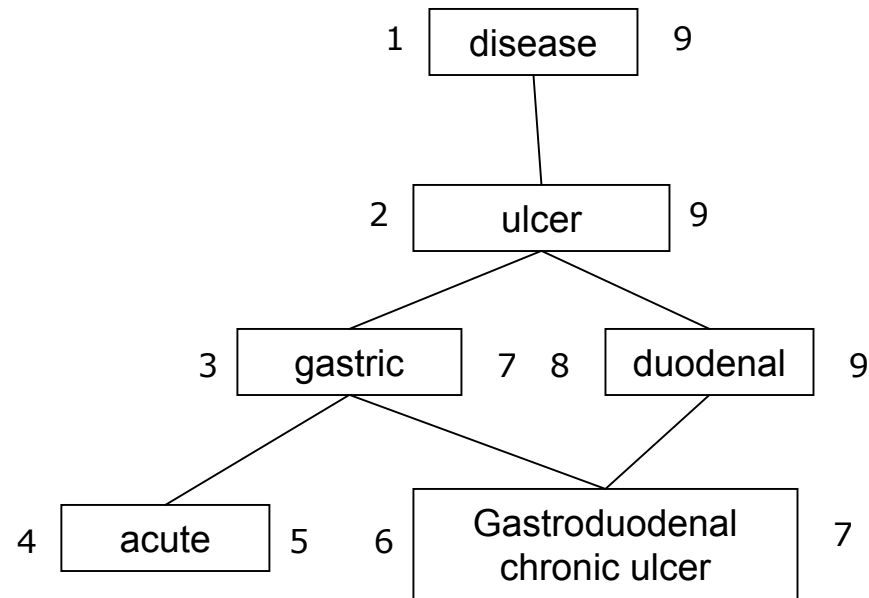 1 disease 9
2 ulcer 9
3 gastric 7 8 duodenal 9
4 acute 5 6 Gastroduodenal 7
chronic ulcer